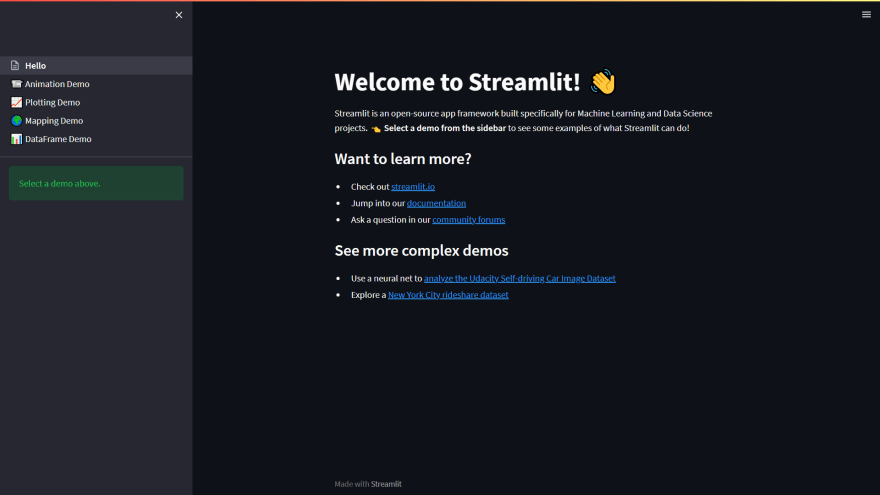 Hello
Animation Demo
Plotting Demo
Mapping Demo
DataFrame Demo
Select a demo above.
Welcome to Streamlit! 👋
Streamlit is an open-source app framework built specifically for Machine Learning and Data Science
projects. 👈 Select a demo from the sidebar to see some examples of what Streamlit can do!
Want to learn more?
• Check out streamlit.io
• Jump into our documentation
• Ask a question in our community forums
See more complex demos
• Use a neural net to analyze the Udacity Self-driving Car Image Dataset
• Explore a New York City rideshare dataset
Made with Streamlit